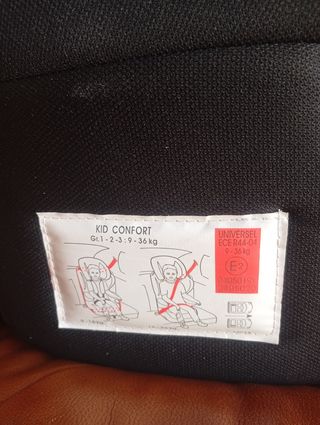 KID CONFORT
Gr.1 - 2 - 3 : 9 - 36 kg
UNIVERSEL
ECE R44-04
9 - 36 kg
E2